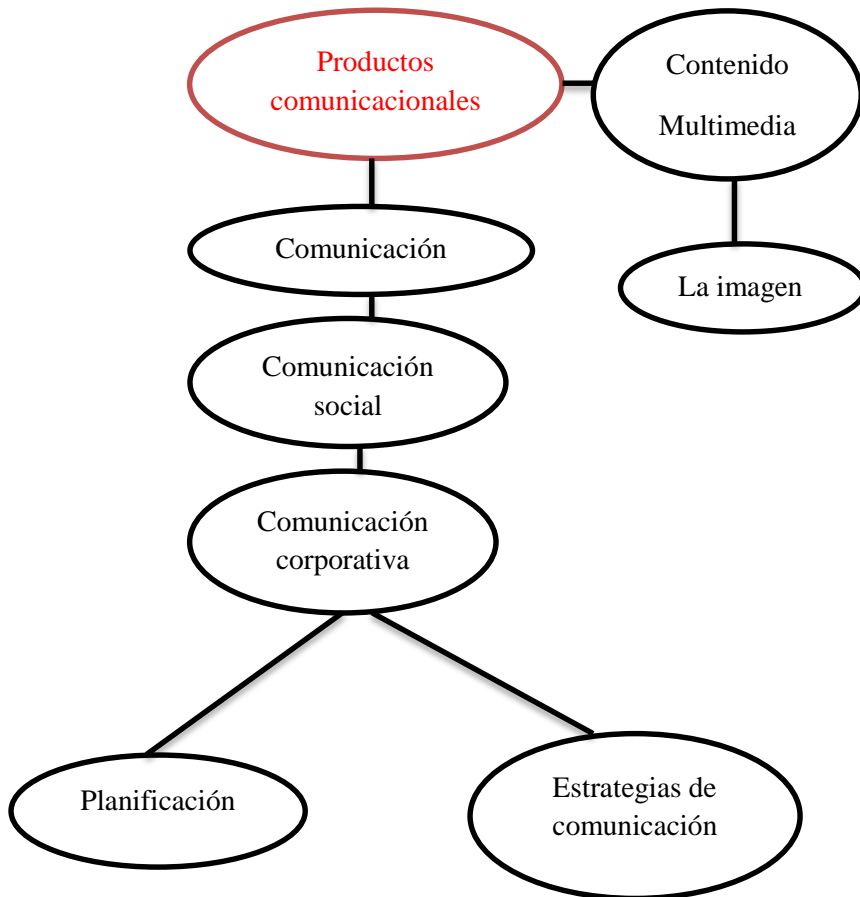 Productos
comunicacionales
Contenido
Multimedia
Comunicación
La imagen
Comunicación
social
Comunicación
corporativa
Planificación
Estrategias de
comunicación